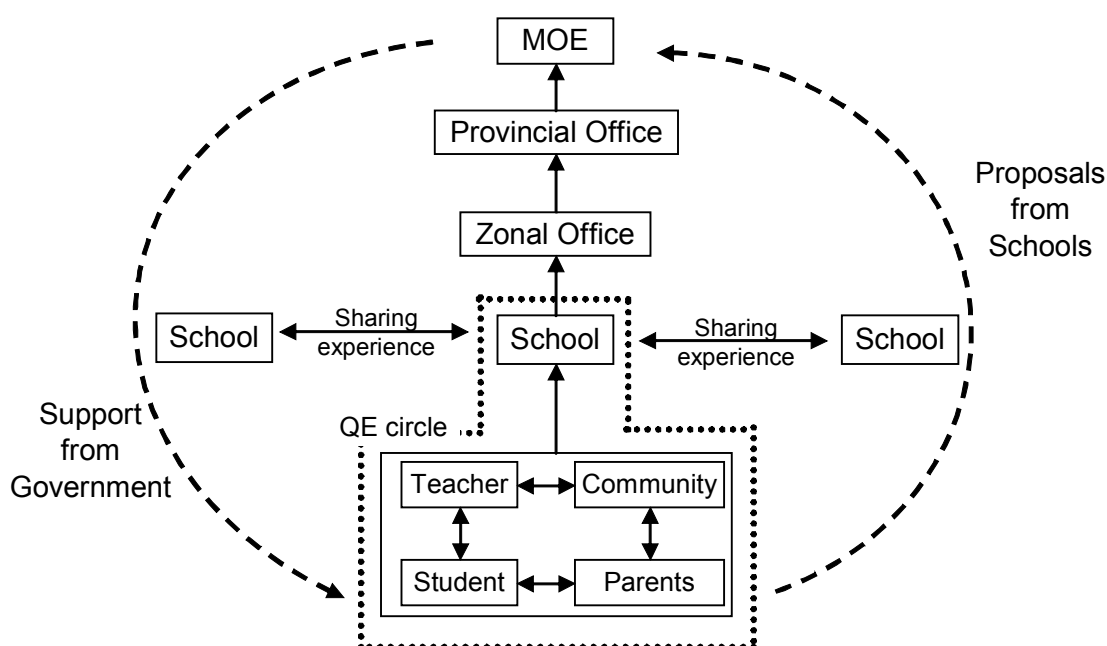 MOE
Provincial Office
Proposals
from
Schools
Zonal Office
School
Sharing
experience
School
Sharing
experience
School
Support
from
Government
QE circle
Teacher
Community
Student
Parents